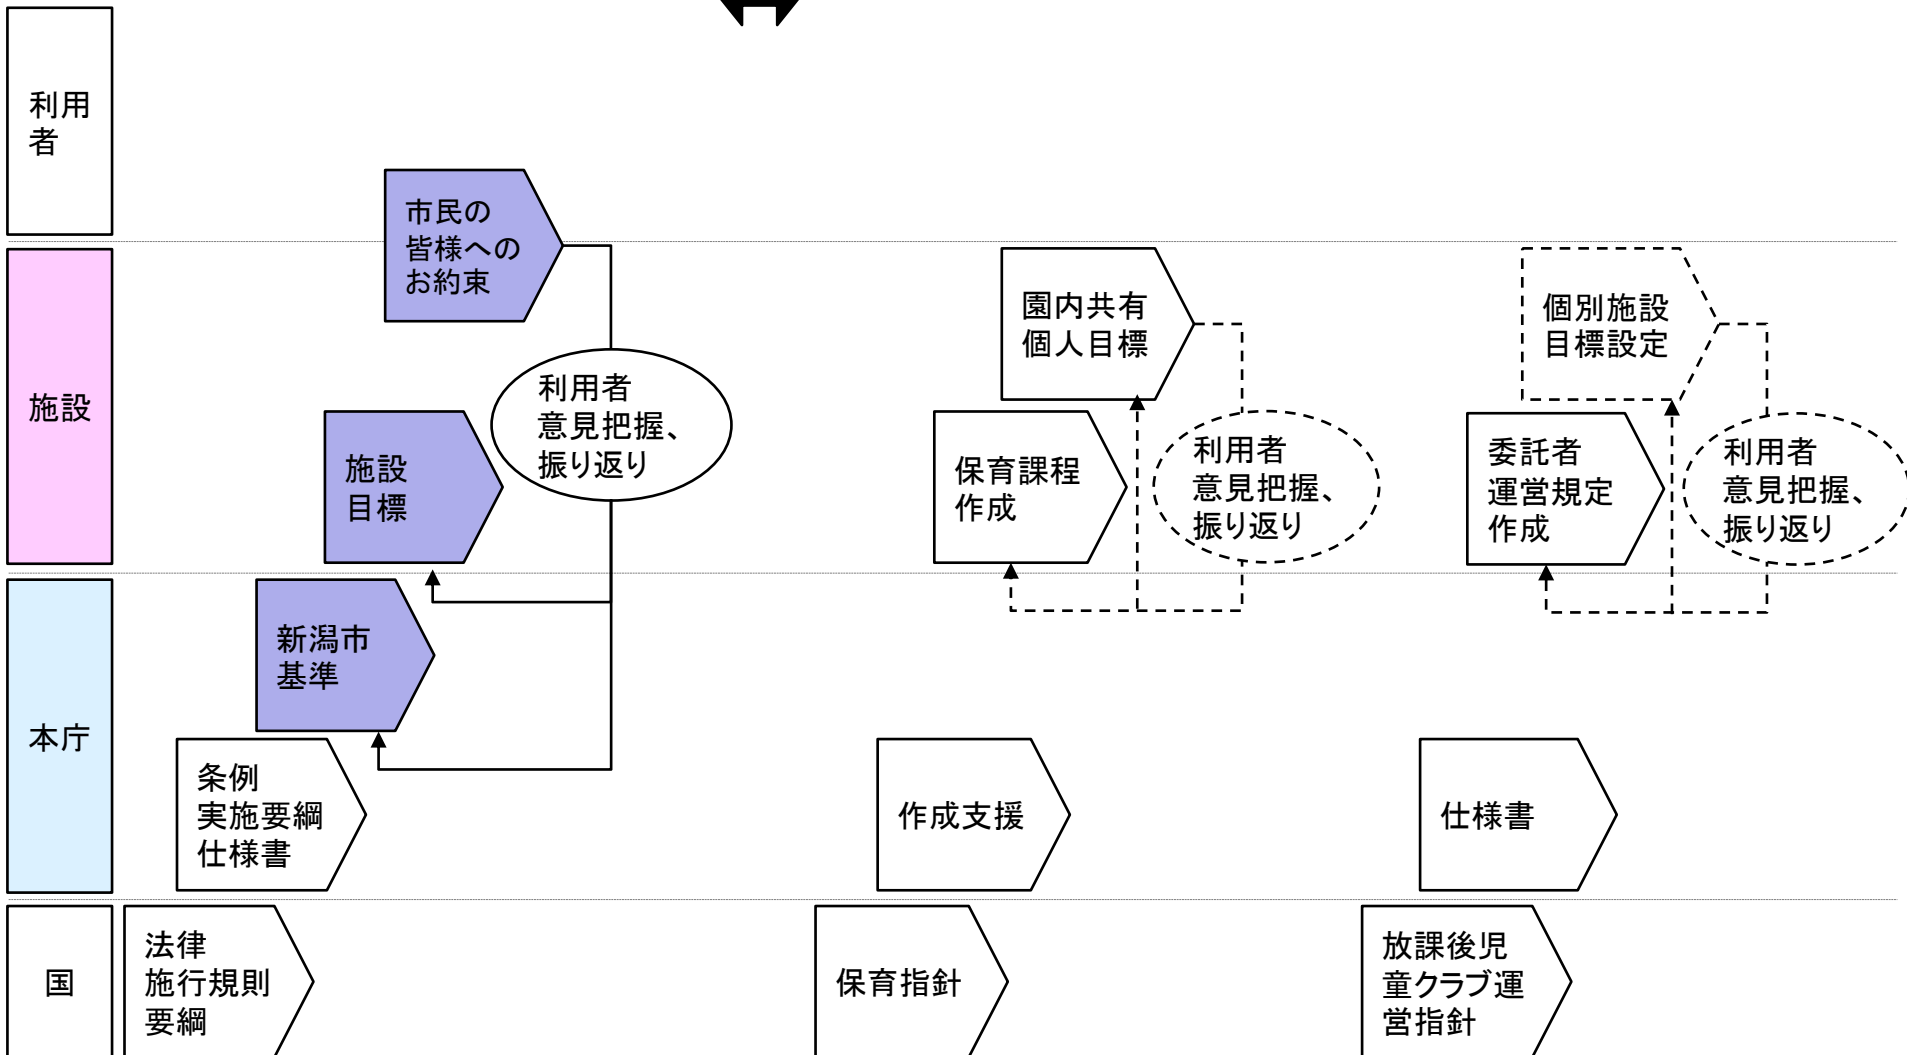 利用
者
市民の
皆様への
お約束
施設
園内共有
個人目標
個別施設
目標設定
利用者
意見把握、
振り返り
施設
目標
保育課程
作成
利用者
意見把握、
振り返り
委託者
運営規定
作成
利用者
意見把握、
振り返り
本庁
新潟市
基準
条例
実施要綱
仕様書
作成支援
仕様書
国
法律
施行規則
要綱
保育指針
放課後児
童クラブ運
営指針